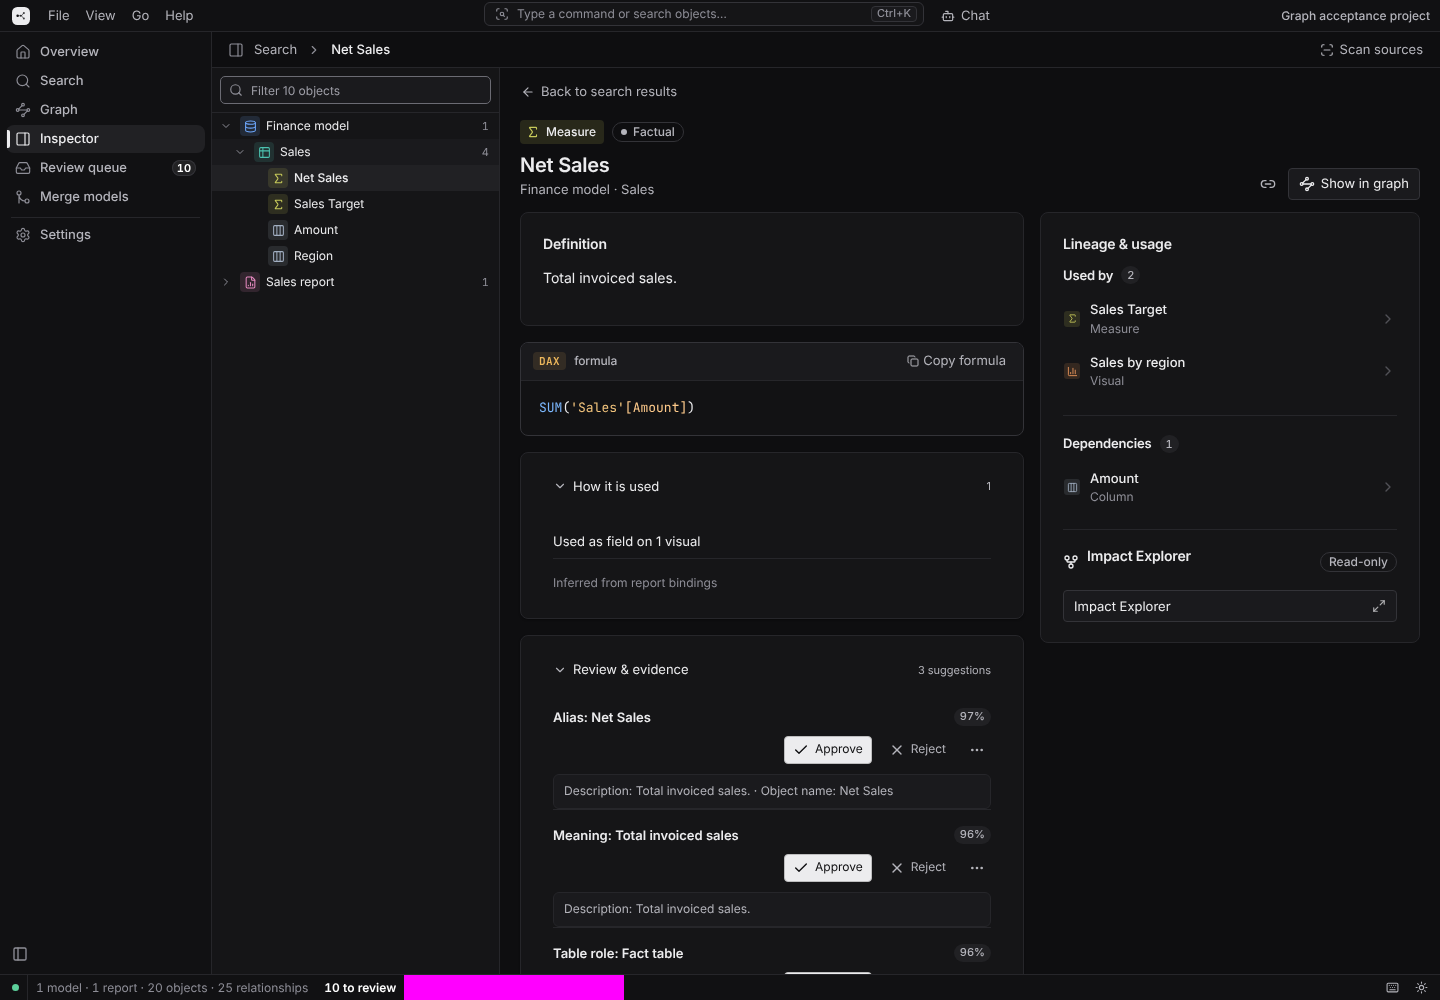 File View Go Help
Type a command or search objects... Ctrl+K
Chat
Graph acceptance project
Overview
Search
Graph
Inspector
Review queue 10
Merge models
Settings
Search > Net Sales
Scan sources
Filter 10 objects
Finance model 1
Sales 4
Net Sales
Sales Target
Amount
Region
Sales report 1
Back to search results
Measure Factual
Net Sales
Finance model · Sales
Show in graph
Definition
Total invoiced sales.
DAX formula Copy formula
SUM('Sales'[Amount])
How it is used 1
Used as field on 1 visual
Inferred from report bindings
Review & evidence 3 suggestions
Alias: Net Sales 97%
Approve Reject
Description: Total invoiced sales. · Object name: Net Sales
Meaning: Total invoiced sales 96%
Approve Reject
Description: Total invoiced sales.
Table role: Fact table 96%
Lineage & usage
Used by 2
Sales Target
Measure
Sales by region
Visual
Dependencies 1
Amount
Column
Impact Explorer Read-only
Impact Explorer
1 model · 1 report · 20 objects · 25 relationships 10 to review